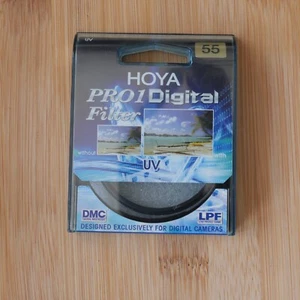 UV
55
HOYA
PRO1 Digital
Filter
UV
DMC
LPF
DESIGNED EXCLUSIVELY FOR DIGITAL CAMERAS